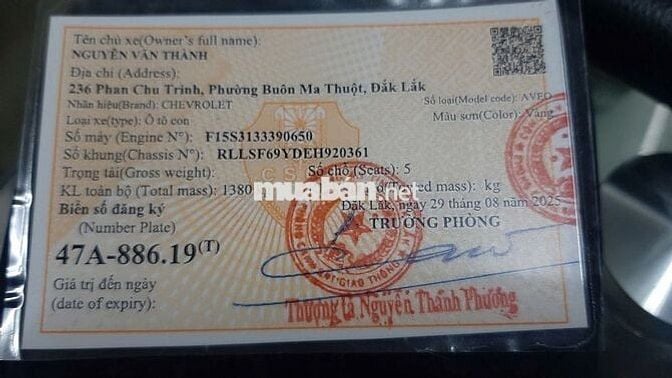 Tên chủ xe(Owner's full name):
NGUYỄN VĂN THÀNH
Địa chỉ (Address):
236 Phan Chu Trinh, Phường Buôn Ma Thuột, Đắk Lắk
Nhãn hiệu(Brand): CHEVROLET Số loại(Model code): AVEO
Loại xe(type): Ô tô con Màu sơn(Color): Vàng
Số máy (Engine N°): F15S3133390650
Số khung(Chassis N°): RLLSF69YDEH920361
Trọng tải(Gross weight): Số chỗ (Seats): 5
KL toàn bộ (Total mass): 1380 mass): kg
muaban.net
Biển số đăng ký Đắk Lắk, ngày 29 tháng 08 năm 2025
(Number Plate) TRƯỞNG PHÒNG
47A-886.19(T)
Giá trị đến ngày
(date of expiry):
Thượng tá Nguyễn Thành Phương